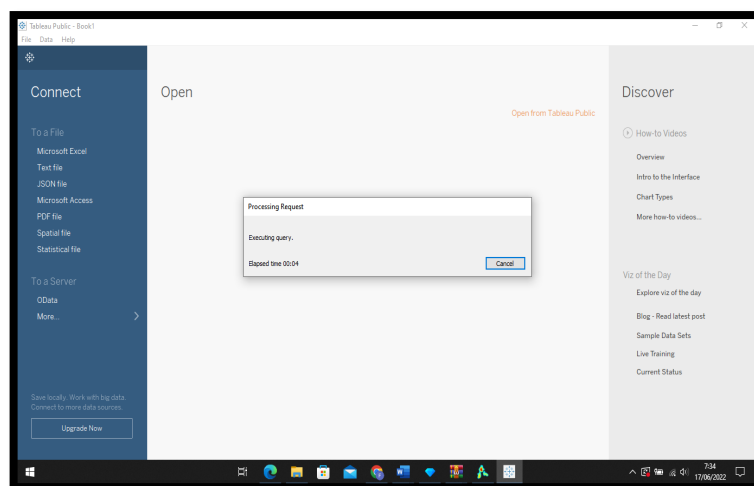 Tableau Public - Book1
File Data Help
Connect
To a File
Microsoft Excel
Text file
JSON file
Microsoft Access
PDF file
Spatial file
Statistical file
To a Server
OData
More...
Save locally. Work with big data.
Connect to more data sources.
Upgrade Now
Open
Open from Tableau Public
Processing Request
Executing query.
Elapsed time 00:04
Cancel
Discover
How-to Videos
Overview
Intro to the Interface
Chart Types
More how-to videos...
Viz of the Day
Explore viz of the day
Blog - Read latest post
Sample Data Sets
Live Training
Current Status
7:34
17/06/2022